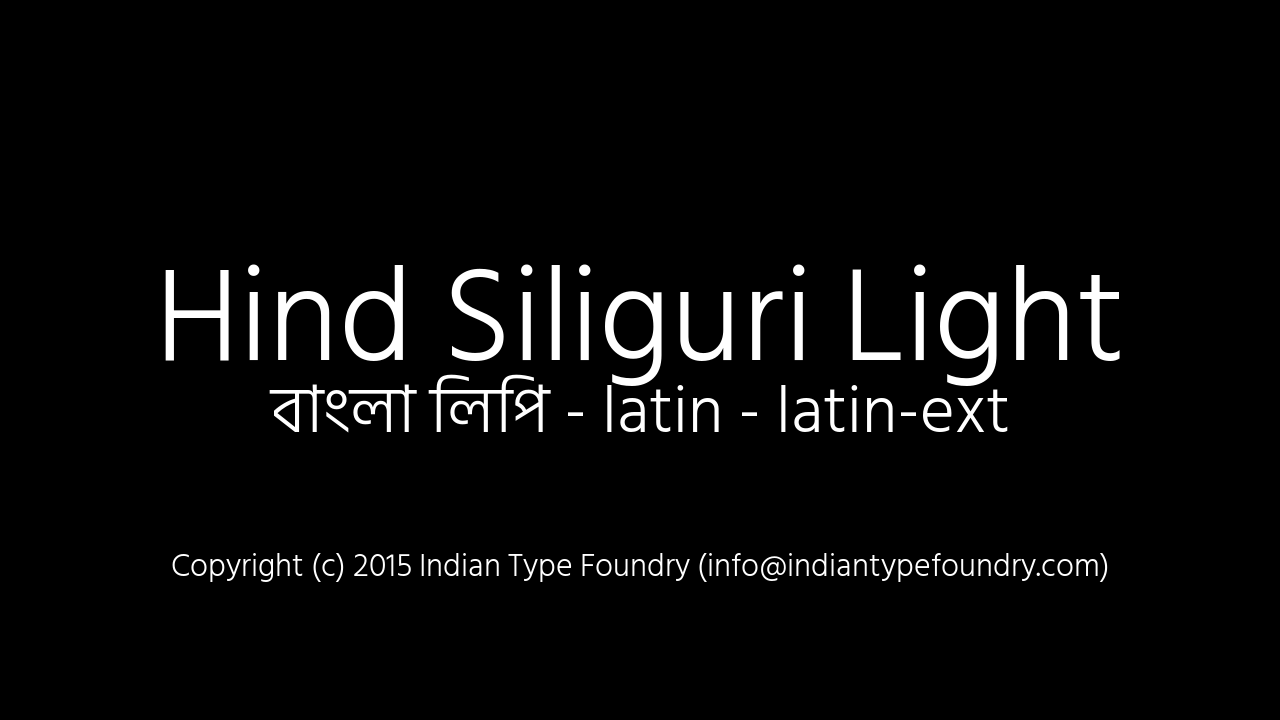 Hind Siliguri Light
বাংলা লিপি - latin - latin-ext
Copyright (c) 2015 Indian Type Foundry (info@indiantypefoundry.com)